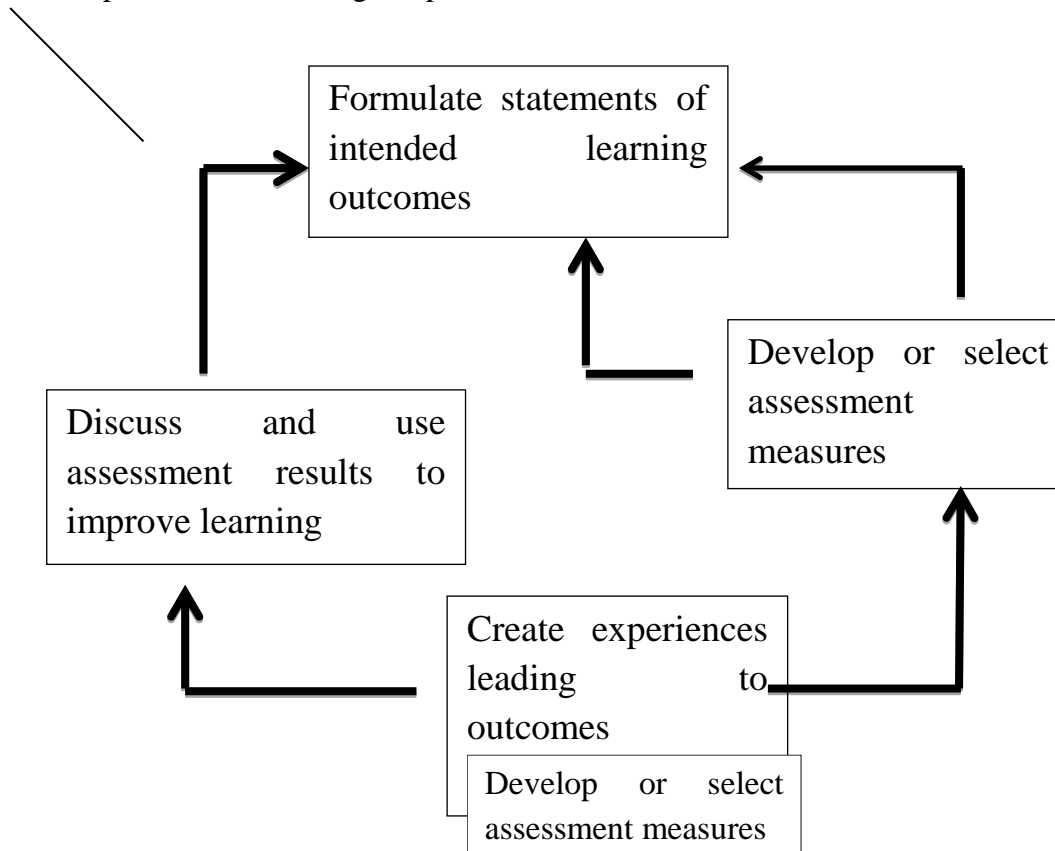 Formulate statements of
intended learning
outcomes
Develop or select
assessment
measures
Discuss and use
assessment results to
improve learning
Create experiences
leading to
outcomes
Develop or select
assessment measures